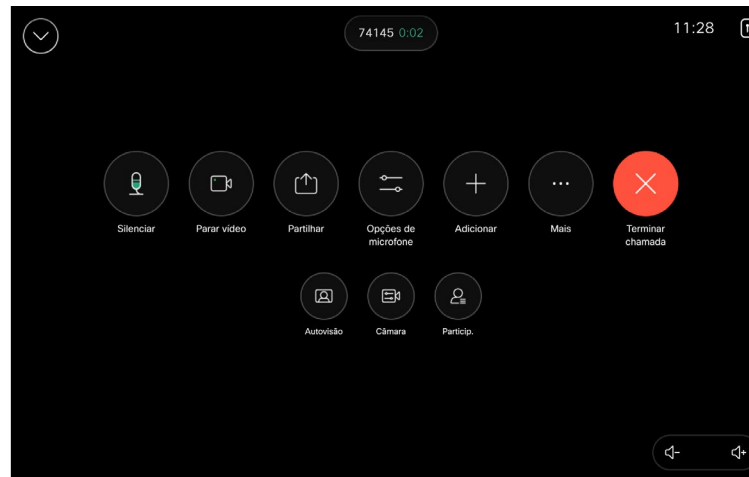 74145 0:02
11:28
Silenciar
Parar vídeo
Partilhar
Opções de
microfone
Adicionar
Mais
Terminar
chamada
Autovisão
Câmara
Particip.